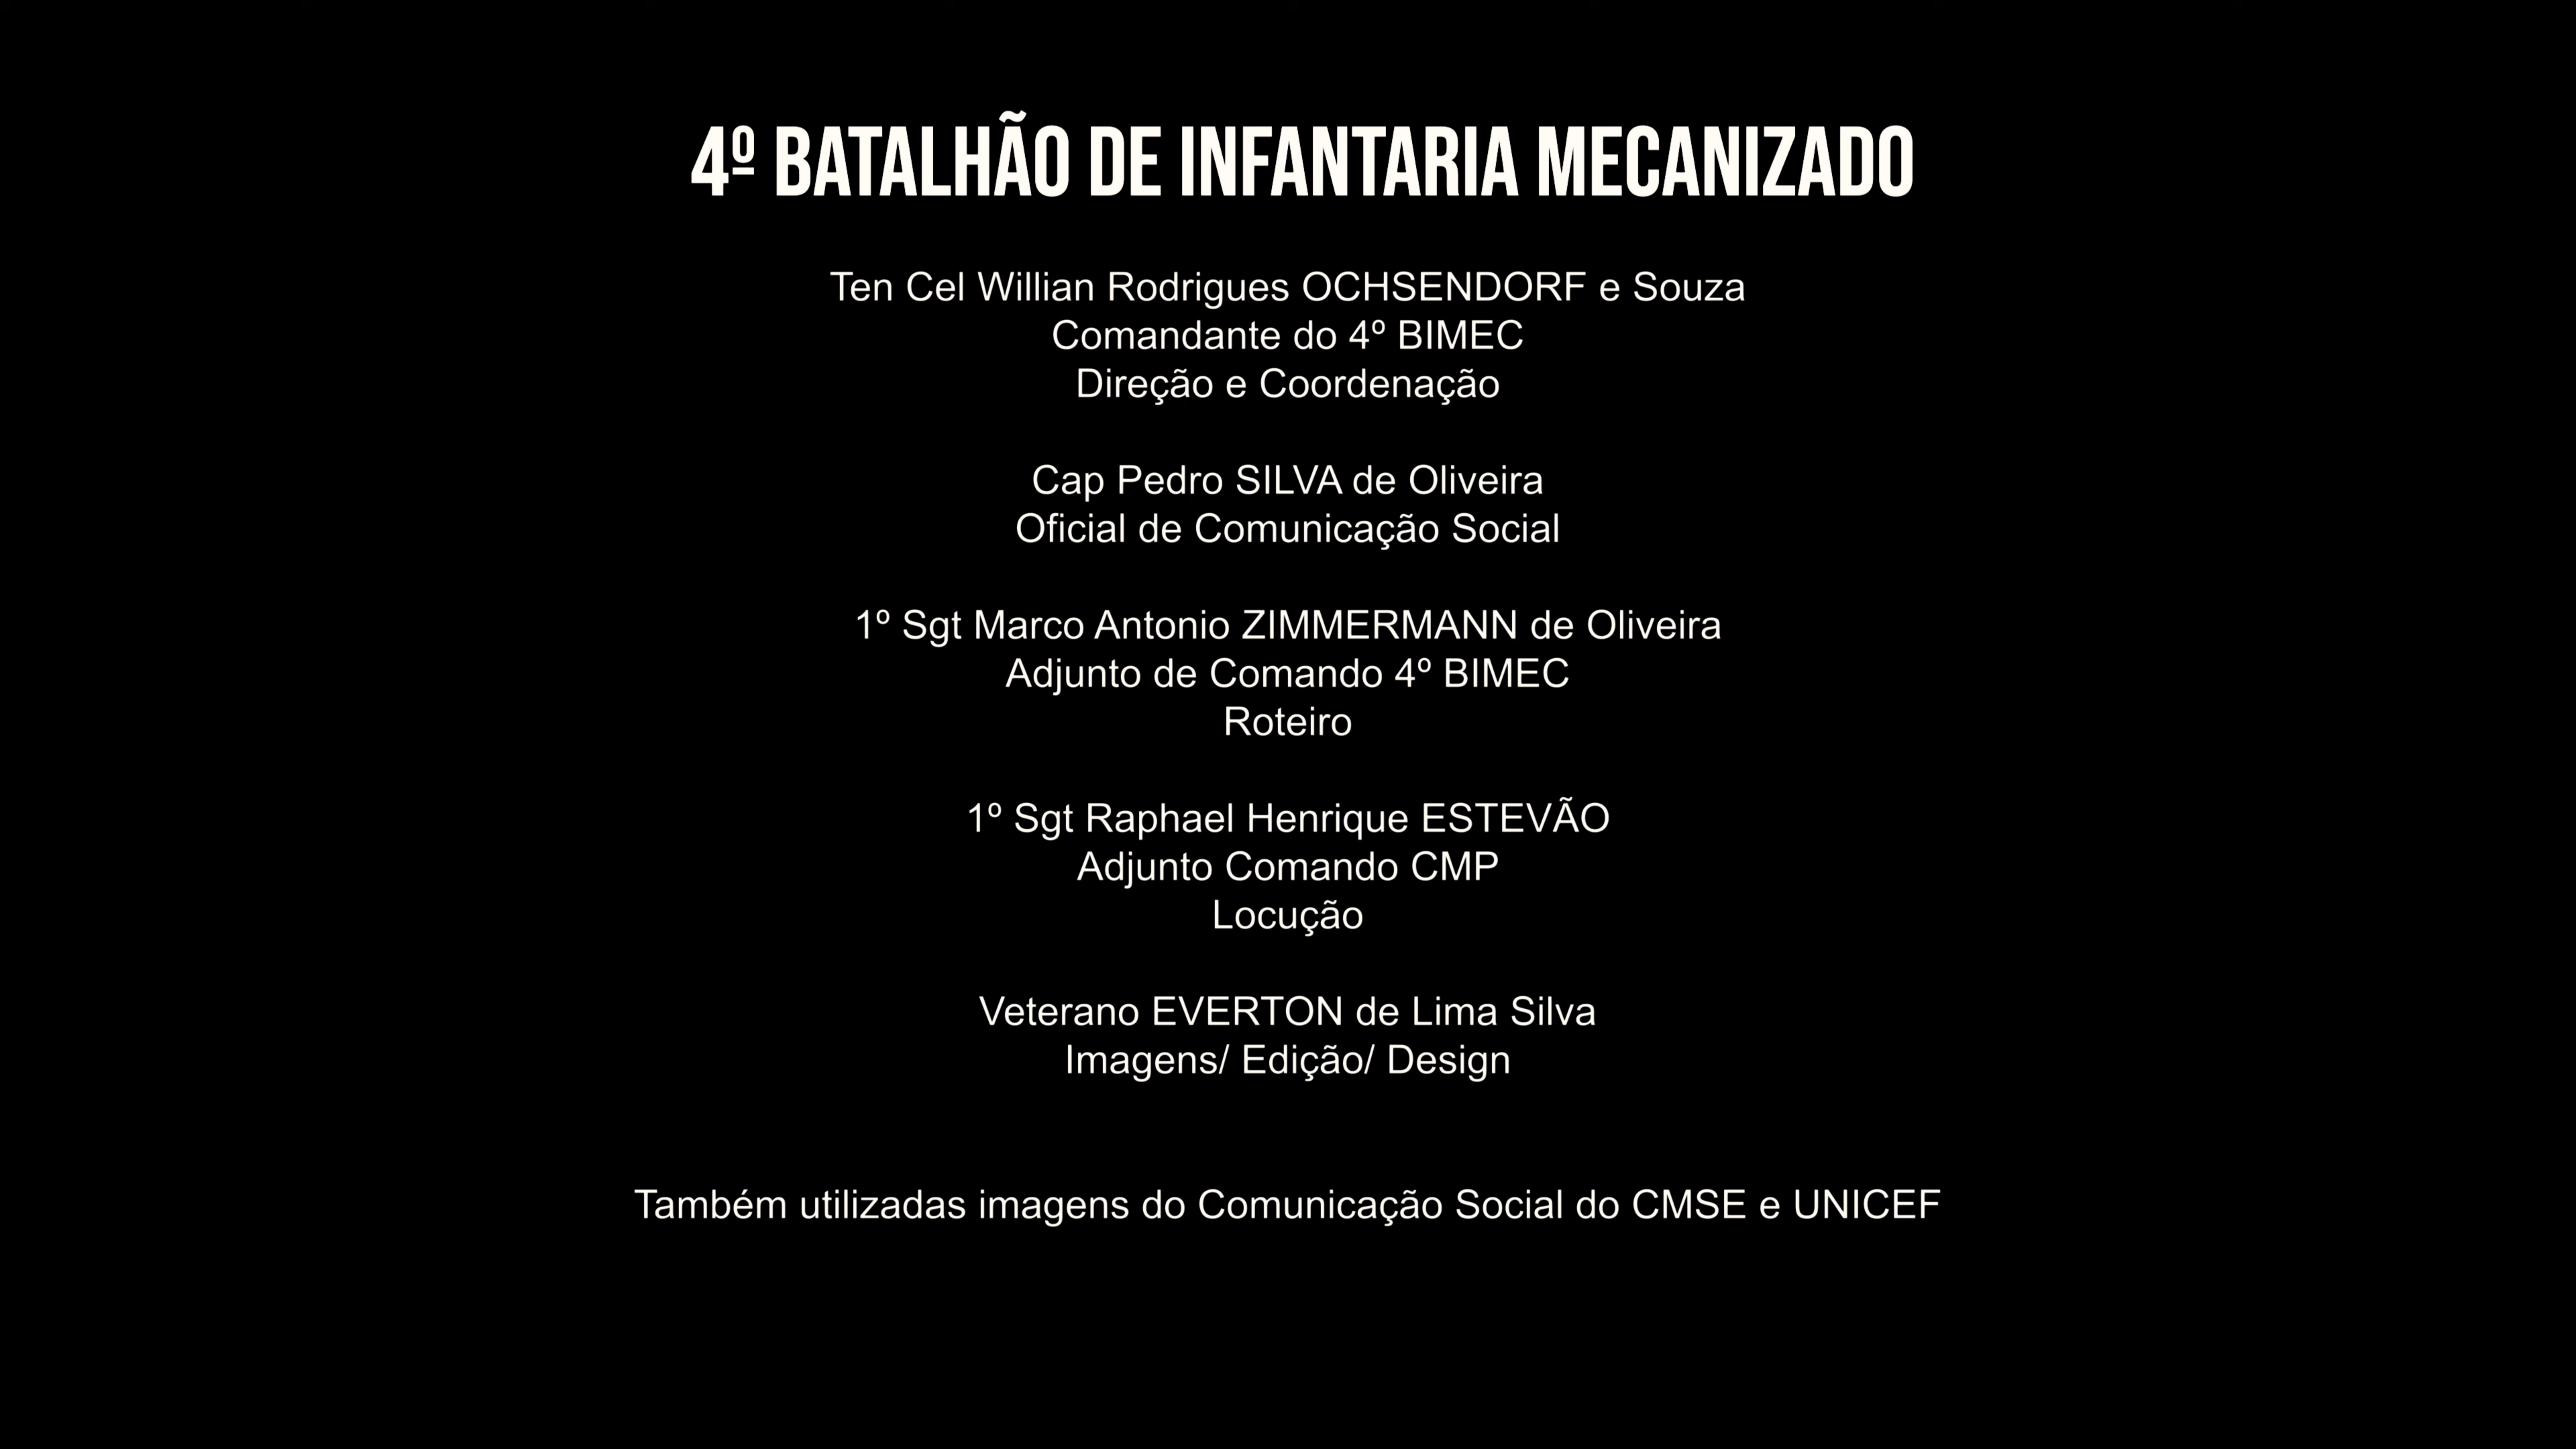 4º BATALHÃO DE INFANTARIA MECANIZADO
Ten Cel Willian Rodrigues OCHSENDORF e Souza
Comandante do 4º BIMEC
Direção e Coordenação
Cap Pedro SILVA de Oliveira
Oficial de Comunicação Social
1º Sgt Marco Antonio ZIMMERMANN de Oliveira
Adjunto de Comando 4º BIMEC
Roteiro
1º Sgt Raphael Henrique ESTEVÃO
Adjunto Comando CMP
Locução
Veterano EVERTON de Lima Silva
Imagens/ Edição/ Design
Também utilizadas imagens do Comunicação Social do CMSE e UNICEF